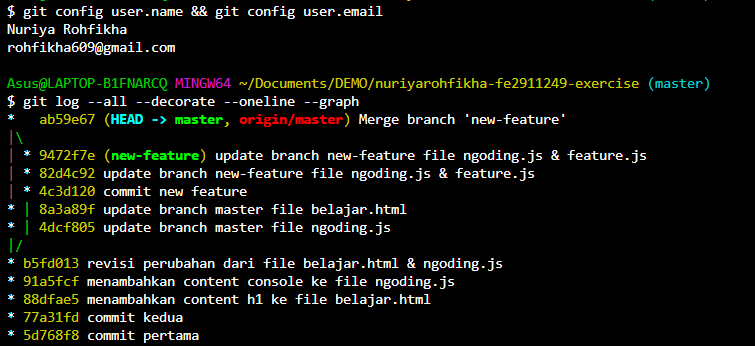 $ git config user.name && git config user.email
Nuriya Rohfikha
rohfikha609@gmail.com
Asus@LAPTOP-B1FNARCQ MINGW64 ~/Documents/DEMO/nuriyarohfikha-fe2911249-exercise (master)
$ git log --all --decorate --oneline --graph
*   ab59e67 (HEAD -> master, origin/master) Merge branch 'new-feature'
|\
| * 9472f7e (new-feature) update branch new-feature file ngoding.js & feature.js
| * 82d4c92 update branch new-feature file ngoding.js & feature.js
| * 4c3d120 commit new feature
* | 8a3a89f update branch master file belajar.html
* | 4dcf805 update branch master file ngoding.js
|/
* b5fd013 revisi perubahan dari file belajar.html & ngoding.js
* 91a5fcf menambahkan content console ke file ngoding.js
* 88dfae5 menambahkan content h1 ke file belajar.html
* 77a31fd commit kedua
* 5d768f8 commit pertama